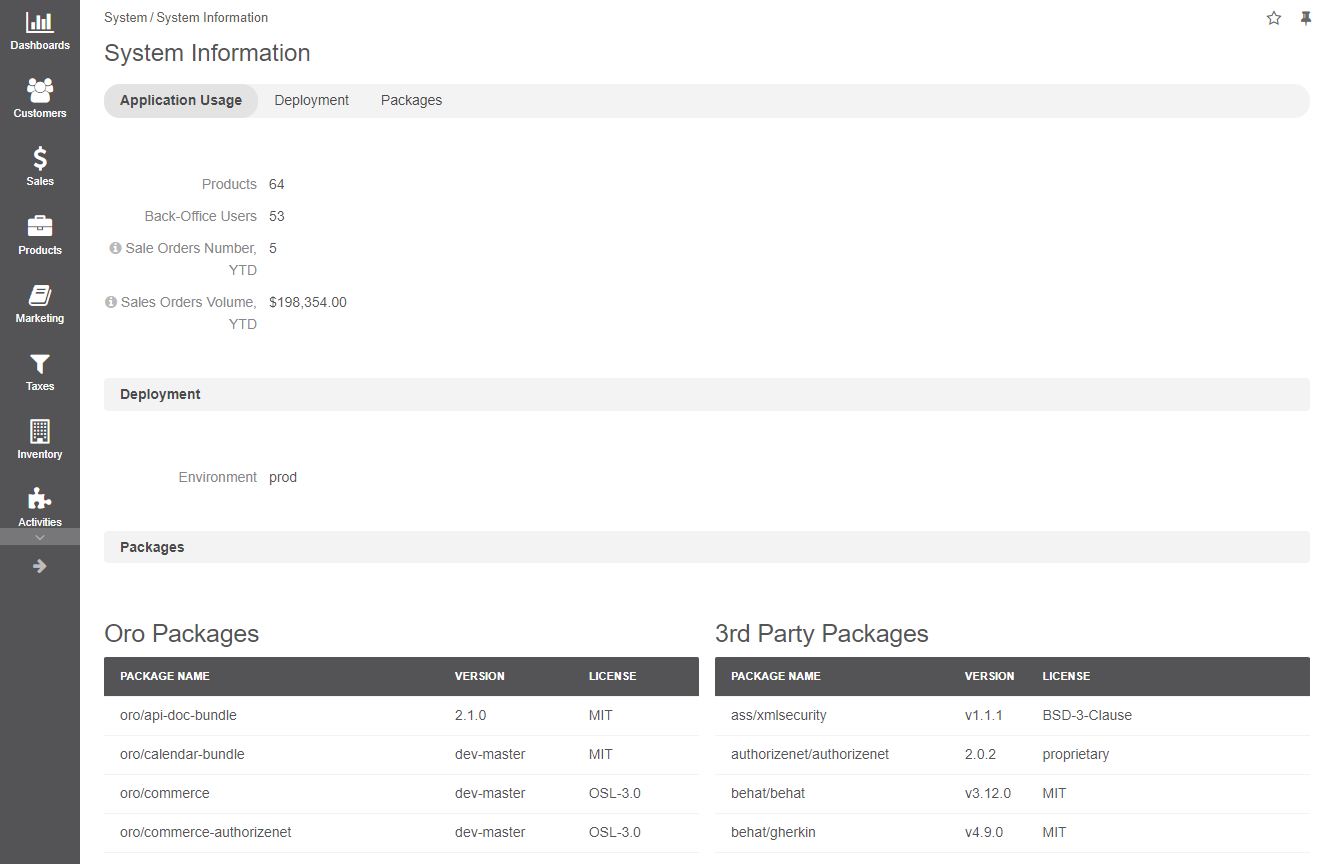 Dashboards
Customers
Sales
Products
Marketing
Taxes
Inventory
Activities
System / System Information
System Information
Application Usage Deployment Packages
Products 64
Back-Office Users 53
Sale Orders Number, 5
YTD
Sales Orders Volume, $198,354.00
YTD
Deployment
Environment prod
Packages
Oro Packages
PACKAGE NAME VERSION LICENSE
oro/api-doc-bundle 2.1.0 MIT
oro/calendar-bundle dev-master MIT
oro/commerce dev-master OSL-3.0
oro/commerce-authorizenet dev-master OSL-3.0
3rd Party Packages
PACKAGE NAME VERSION LICENSE
ass/xmlsecurity v1.1.1 BSD-3-Clause
authorizenet/authorizenet 2.0.2 proprietary
behat/behat v3.12.0 MIT
behat/gherkin v4.9.0 MIT